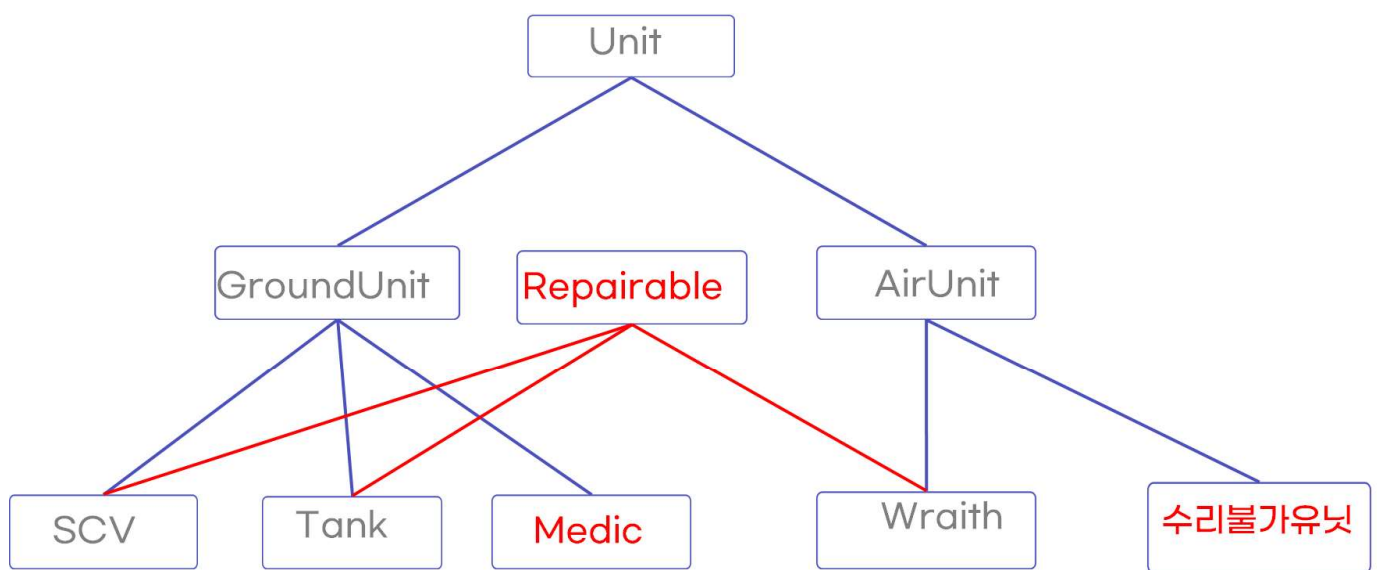 Unit
GroundUnit
Repairable
AirUnit
SCV
Tank
Medic
Wraith
수리불가유닛